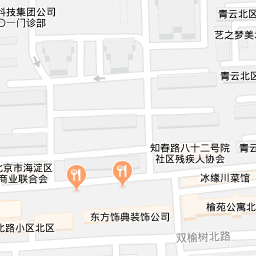 科技集团公司
〇一门诊部
青云北区
艺之梦美
青云北区
知春路八十二号院
社区残疾人协会
青云
北京市海淀区
商业联合会
冰缘川菜馆
榆苑公寓北
东方饰典装饰公司
北路小区北区
双榆树北路